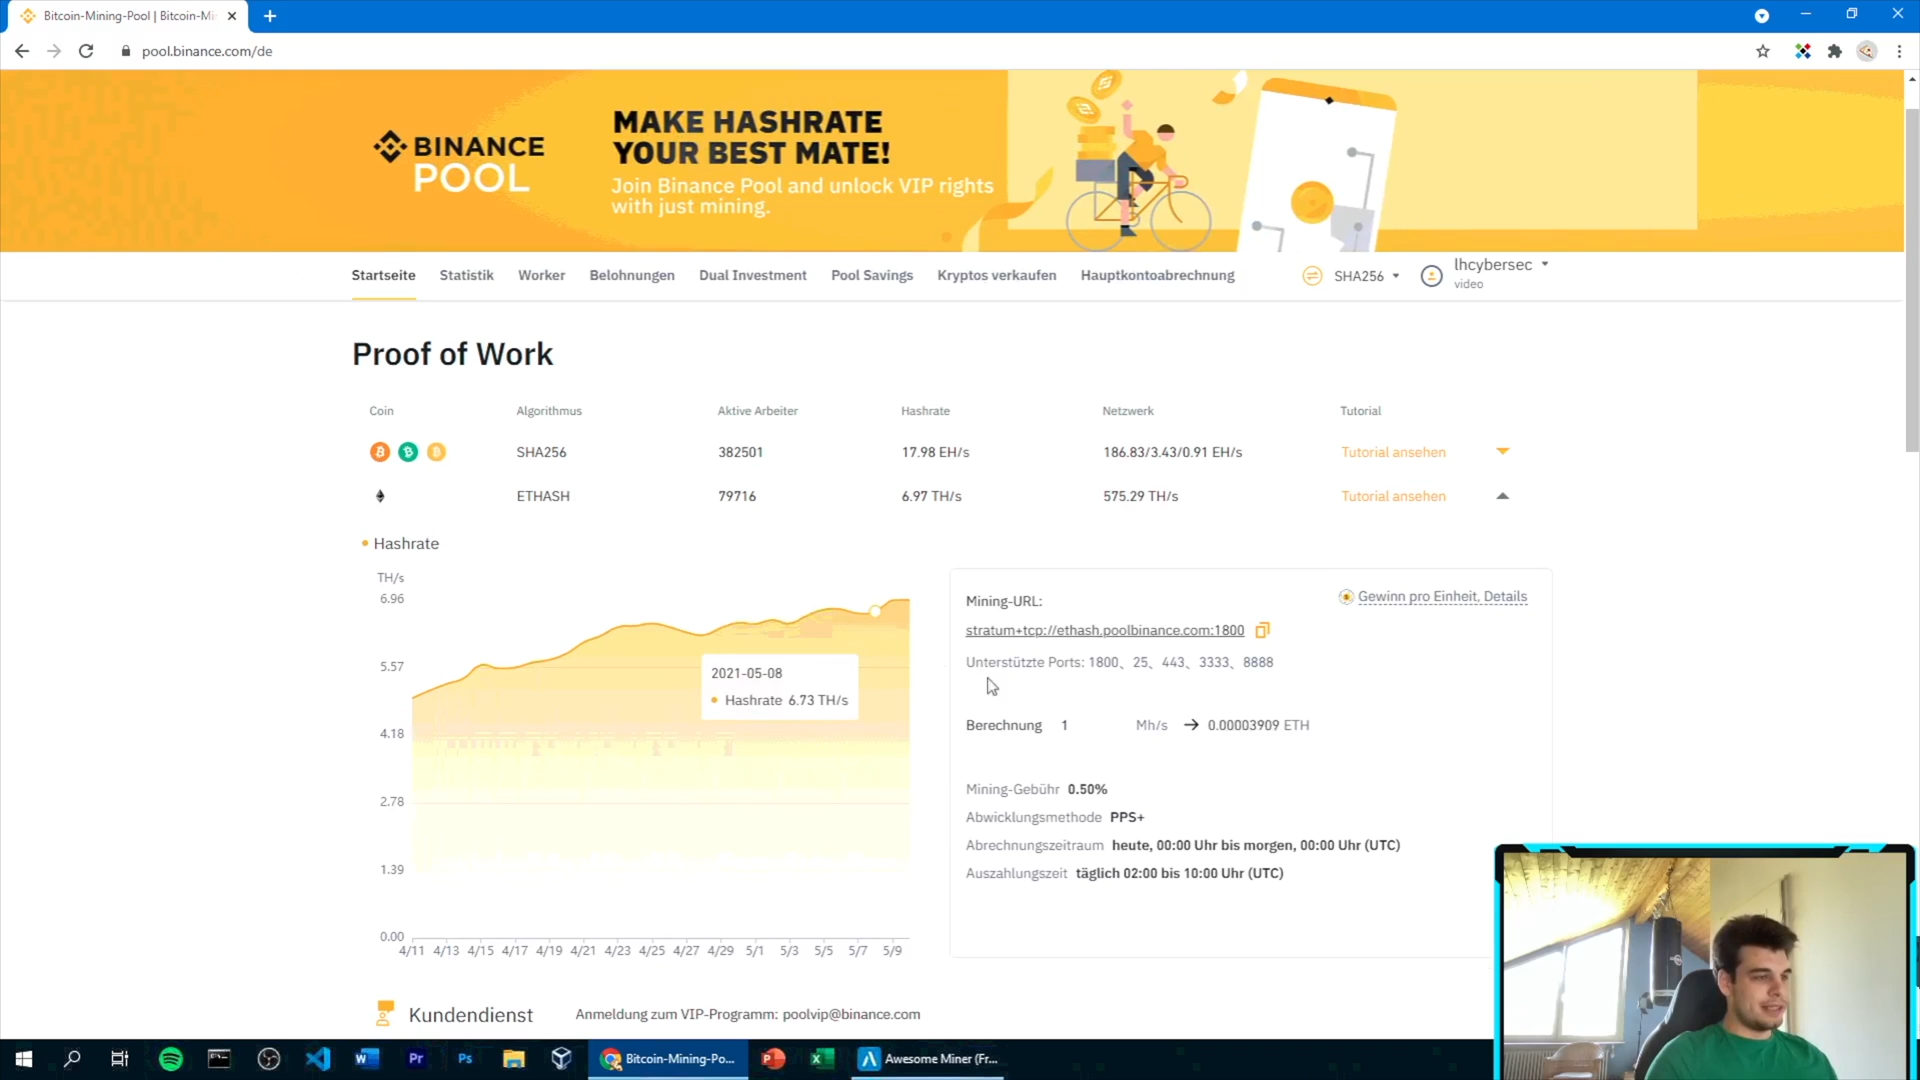 Bitcoin-Mining-Pool | Bitcoin-Mi
pool.binance.com/de
BINANCE
POOL
MAKE HASHRATE
YOUR BEST MATE!
Join Binance Pool and unlock VIP rights
with just mining.
Startseite Statistik Worker Belohnungen Dual Investment Pool Savings Kryptos verkaufen Hauptkontoabrechnung SHA256 lhcybersec
video
Proof of Work
Coin Algorithmus Aktive Arbeiter Hashrate Netzwerk Tutorial
SHA256 382501 17.98 EH/s 186.83/3.43/0.91 EH/s Tutorial ansehen
ETHASH 79716 6.97 TH/s 575.29 TH/s Tutorial ansehen
Hashrate
TH/s
6.96
5.57
4.18
2.78
1.39
0.00
4/11 4/13 4/15 4/17 4/19 4/21 4/23 4/25 4/27 4/29 5/1 5/3 5/5 5/7 5/9
2021-05-08
Hashrate 6.73 TH/s
Mining-URL:
Gewinn pro Einheit, Details
stratum+tcp://ethash.poolbinance.com:1800
Unterstützte Ports: 1800、25、443、3333、8888
Berechnung 1 Mh/s → 0.00003909 ETH
Mining-Gebühr 0.50%
Abwicklungsmethode PPS+
Abrechnungszeitraum heute, 00:00 Uhr bis morgen, 00:00 Uhr (UTC)
Auszahlungszeit täglich 02:00 bis 10:00 Uhr (UTC)
Kundendienst Anmeldung zum VIP-Programm: poolvip@binance.com
Pr Ps Bitcoin-Mining-Po... Awesome Miner (Fr...